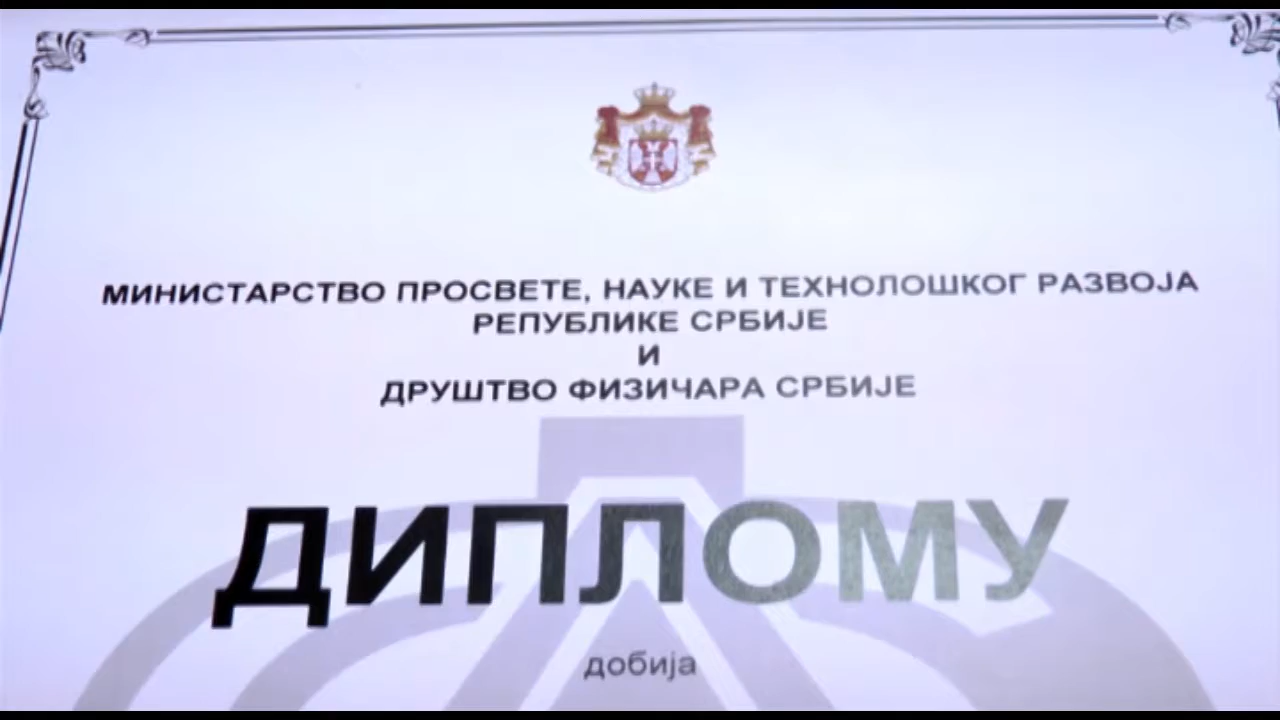 МИНИСТАРСТВО ПРОСВЕТЕ, НАУКЕ И ТЕХНОЛОШКОГ РАЗВОЈА
РЕПУБЛИКЕ СРБИЈЕ
И
ДРУШТВО ФИЗИЧАРА СРБИЈЕ
ДИПЛОМУ
добија